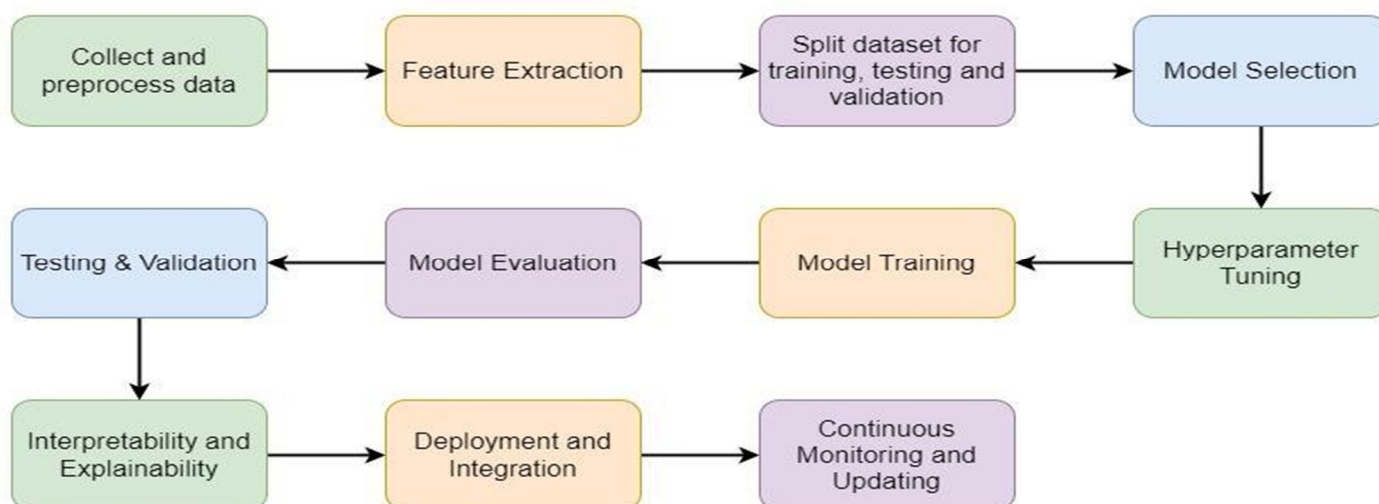 Collect and
preprocess data
Feature Extraction
Split dataset for
training, testing and
validation
Model Selection
Hyperparameter
Tuning
Model Training
Model Evaluation
Testing & Validation
Interpretability and
Explainability
Deployment and
Integration
Continuous
Monitoring and
Updating